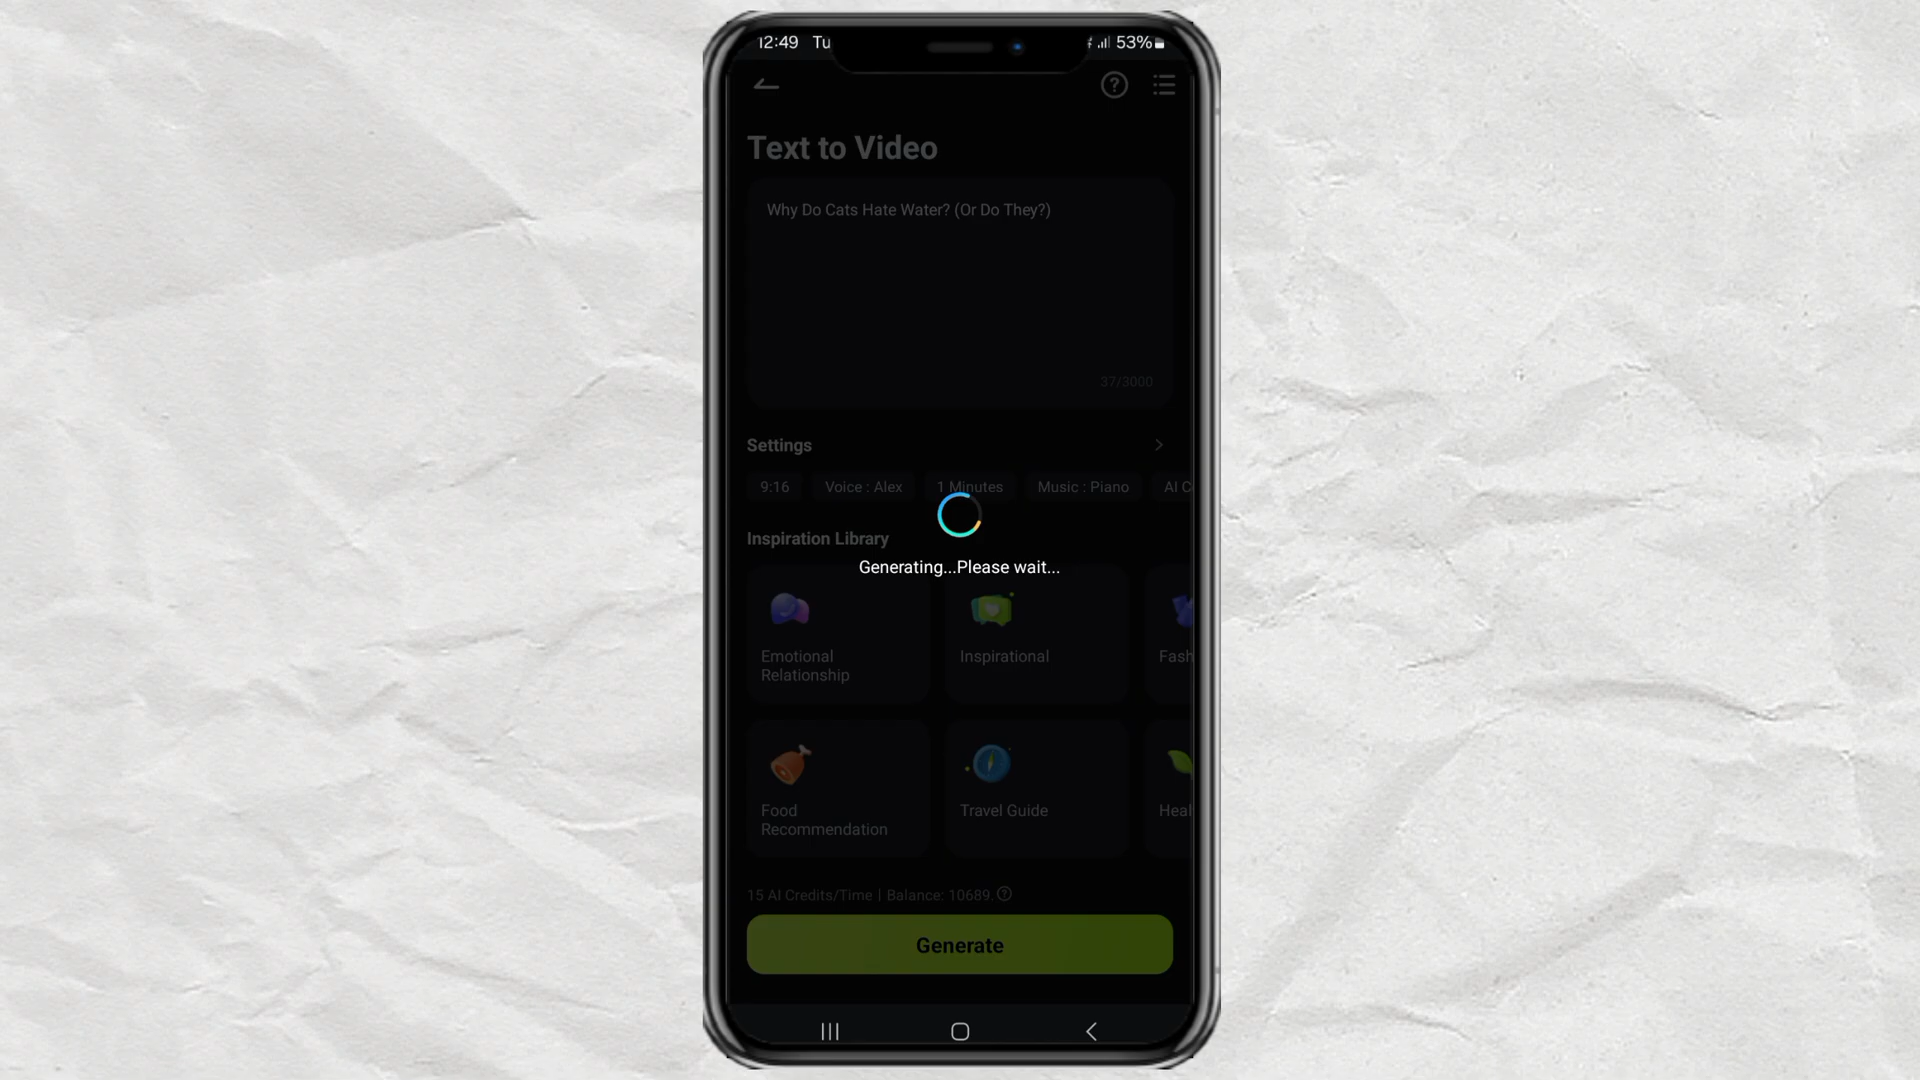 12:49 Tu
53%
Text to Video
Why Do Cats Hate Water? (Or Do They?)
37/3000
Settings
9:16 Voice : Alex 1 Minutes Music : Piano AI C
Inspiration Library
Generating...Please wait...
Emotional
Relationship
Inspirational
Fash
Food
Recommendation
Travel Guide
Heal
15 AI Credits/Time | Balance: 10689.
Generate